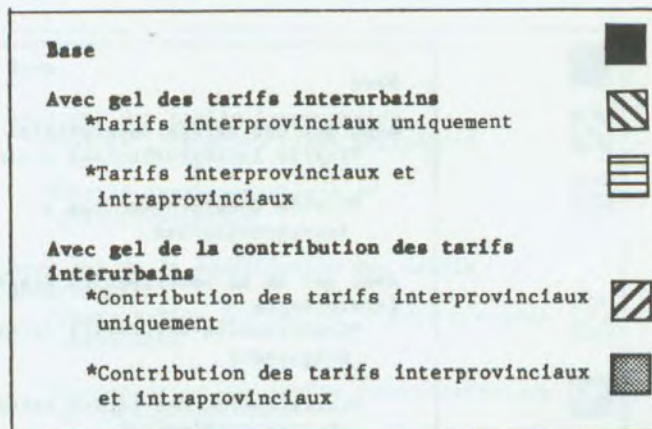 Base
Avec gel des tarifs interurbains
*Tarifs interprovinciaux uniquement
*Tarifs interprovinciaux et
intraprovinciaux
Avec gel de la contribution des tarifs
interurbains
*Contribution des tarifs interprovinciaux
uniquement
*Contribution des tarifs interprovinciaux
et intraprovinciaux